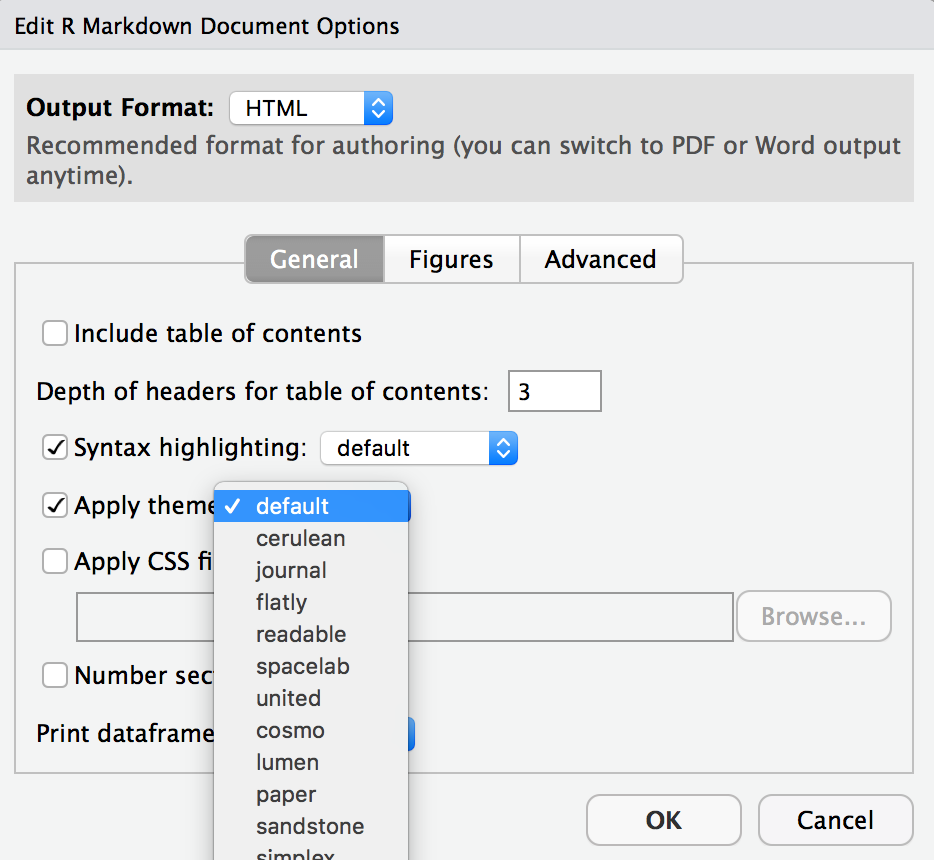 Edit R Markdown Document Options
Output Format: HTML
Recommended format for authoring (you can switch to PDF or Word output
anytime).
General Figures Advanced
Include table of contents
Depth of headers for table of contents: 3
Syntax highlighting: default
Apply theme
default
cerulean
Apply CSS
journal
flatly
readable
Browse...
spacelab
Number
united
Print dataframe
cosmo
lumen
paper
sandstone
simplex
OK Cancel